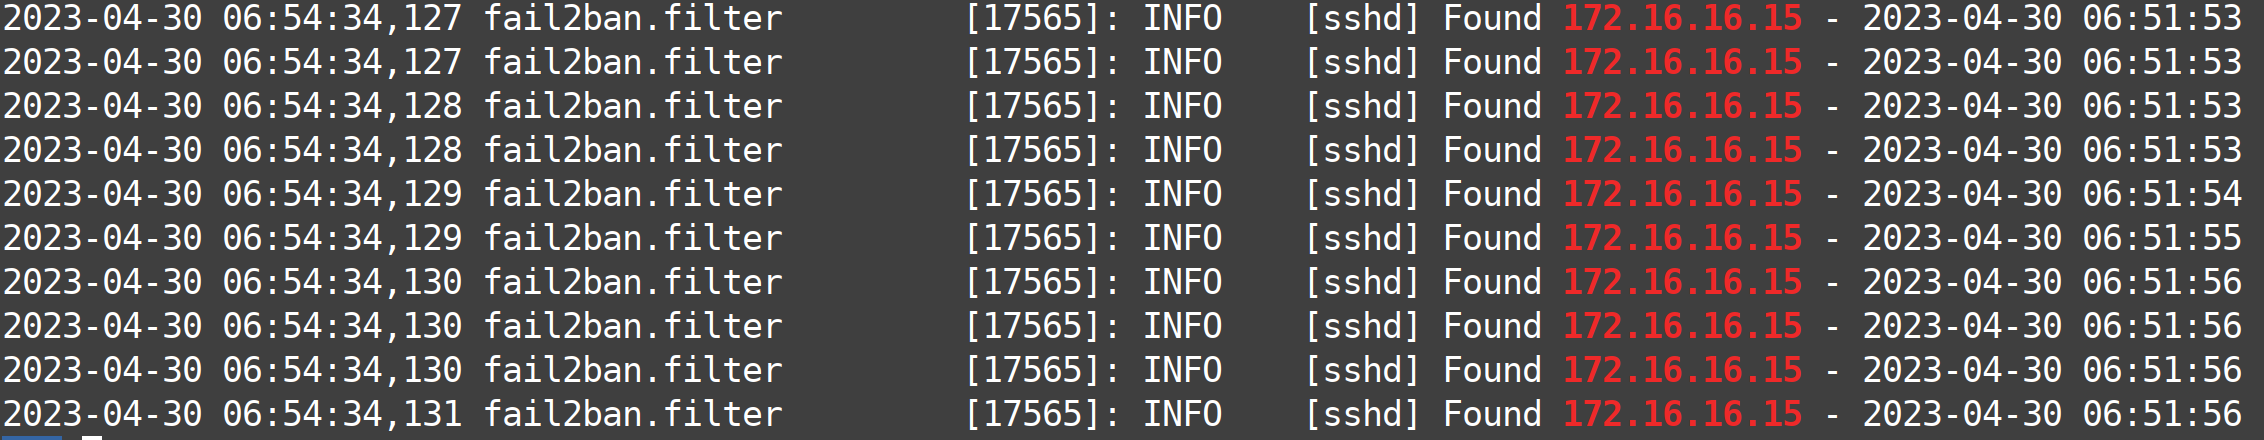 2023-04-30 06:54:34,127 fail2ban.filter         [17565]: INFO    [sshd] Found 172.16.16.15 - 2023-04-30 06:51:53
2023-04-30 06:54:34,127 fail2ban.filter         [17565]: INFO    [sshd] Found 172.16.16.15 - 2023-04-30 06:51:53
2023-04-30 06:54:34,128 fail2ban.filter         [17565]: INFO    [sshd] Found 172.16.16.15 - 2023-04-30 06:51:53
2023-04-30 06:54:34,128 fail2ban.filter         [17565]: INFO    [sshd] Found 172.16.16.15 - 2023-04-30 06:51:53
2023-04-30 06:54:34,129 fail2ban.filter         [17565]: INFO    [sshd] Found 172.16.16.15 - 2023-04-30 06:51:54
2023-04-30 06:54:34,129 fail2ban.filter         [17565]: INFO    [sshd] Found 172.16.16.15 - 2023-04-30 06:51:55
2023-04-30 06:54:34,130 fail2ban.filter         [17565]: INFO    [sshd] Found 172.16.16.15 - 2023-04-30 06:51:56
2023-04-30 06:54:34,130 fail2ban.filter         [17565]: INFO    [sshd] Found 172.16.16.15 - 2023-04-30 06:51:56
2023-04-30 06:54:34,130 fail2ban.filter         [17565]: INFO    [sshd] Found 172.16.16.15 - 2023-04-30 06:51:56
2023-04-30 06:54:34,131 fail2ban.filter         [17565]: INFO    [sshd] Found 172.16.16.15 - 2023-04-30 06:51:56